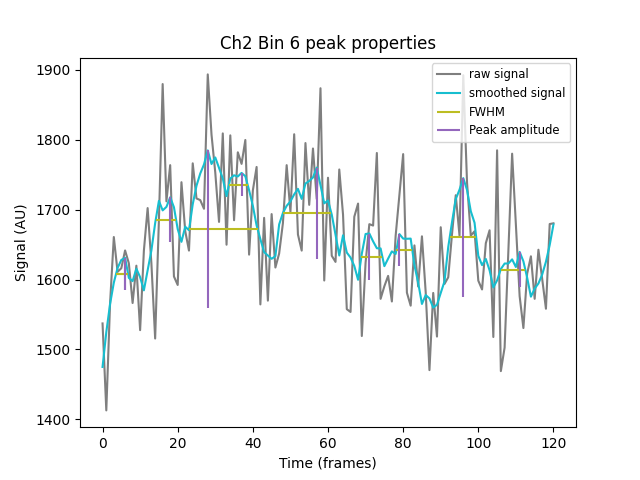 Ch2 Bin 6 peak properties
raw signal
smoothed signal
FWHM
Peak amplitude
1900
1800
1700
1600
1500
1400
Signal (AU)
0 20 40 60 80 100 120
Time (frames)